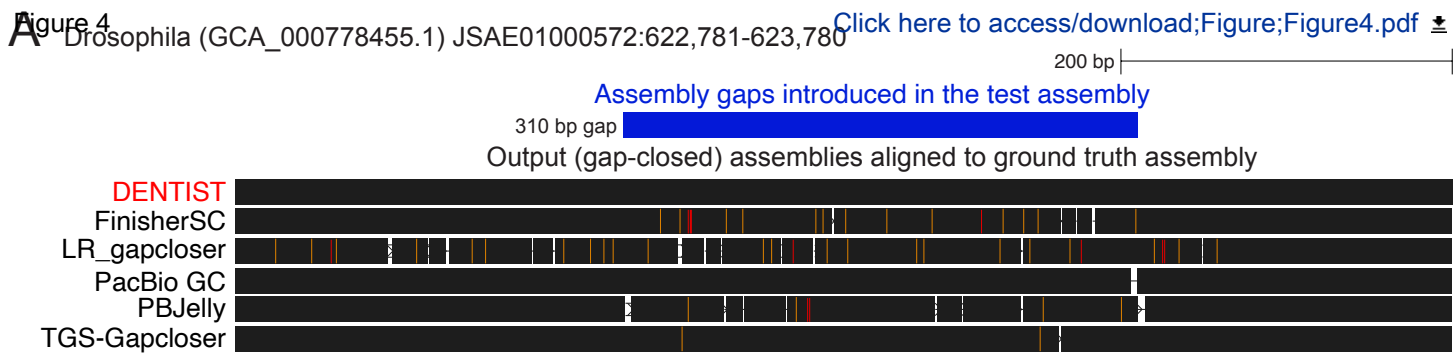 Figure 4
Click here to access/download;Figure;Figure4.pdf
A
Drosophila (GCA_000778455.1) JSAE01000572:622,781-623,780
200 bp
Assembly gaps introduced in the test assembly
310 bp gap
Output (gap-closed) assemblies aligned to ground truth assembly
DENTIST
FinisherSC
LR_gapcloser
PacBio GC
PBJelly
TGS-Gapcloser